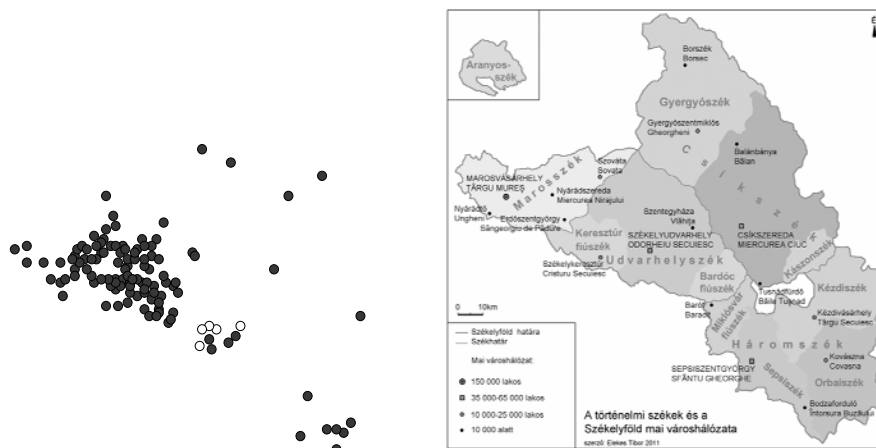 É
Aranyos-
szék
Borszék
Borsec
Gyergyószék
Gyergyószentmiklós
Gheorgheni
Balánbánya
Bălan
Csíkszék
Szováta
Sovata
MAROSVÁSÁRHELY
TÂRGU MUREȘ
Marosszék
Nyárádszereda
Miercurea Nirajului
Nyárádtő
Ungheni
Erdőszentgyörgy
Sângeorgiu de Pădure
Szentegyháza
Vlăhița
Keresztúr
fiúszék
SZÉKELYUDVARHELY
ODORHEIU SECUIESC
CSÍKSZEREDA
MIERCUREA CIUC
Kászonszék
Udvarhelyszék
Székelykeresztúr
Cristuru Secuiesc
Bardóc
fiúszék
Kézdiszék
Tusnádfürdő
Băile Tușnad
0 10km
Barót
Baraolt
Miklósvár
fiúszék
Kézdivásárhely
Târgu Secuiesc
Háromszék
Székelyföld határa
Székhatár
Mai városhálózat
SEPSISZENTGYÖRGY
SFÂNTU GHEORGHE
Kovászna
Covasna
Sepsiszék
Orbaiszék
150 000 lakos
35 000-65 000 lakos
10 000-25 000 lakos
10 000 alatt
Bodzaforduló
Întorsura Buzăului
A történelmi székek és a
Székelyföld mai városhálózata
szerző: Elekes Tibor 2011